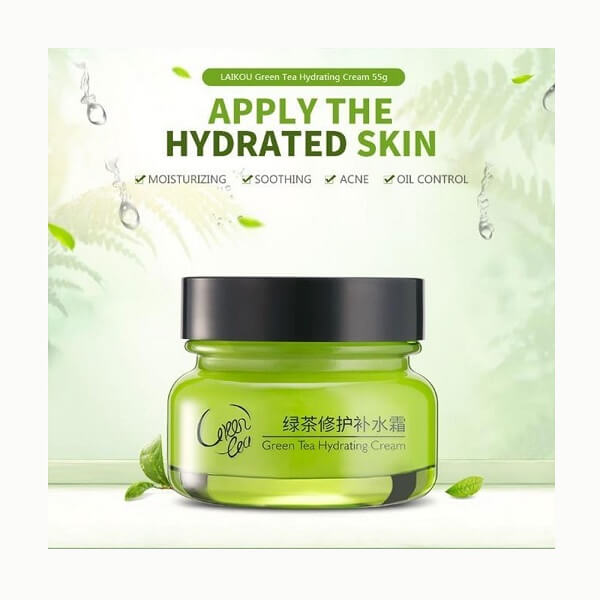 LAIKOU Green Tea Hydrating Cream 55g
APPLY THE
HYDRATED SKIN
MOISTURIZING SOOTHING ACNE OIL CONTROL
Green tea
绿茶修护补水霜
Green Tea Hydrating Cream